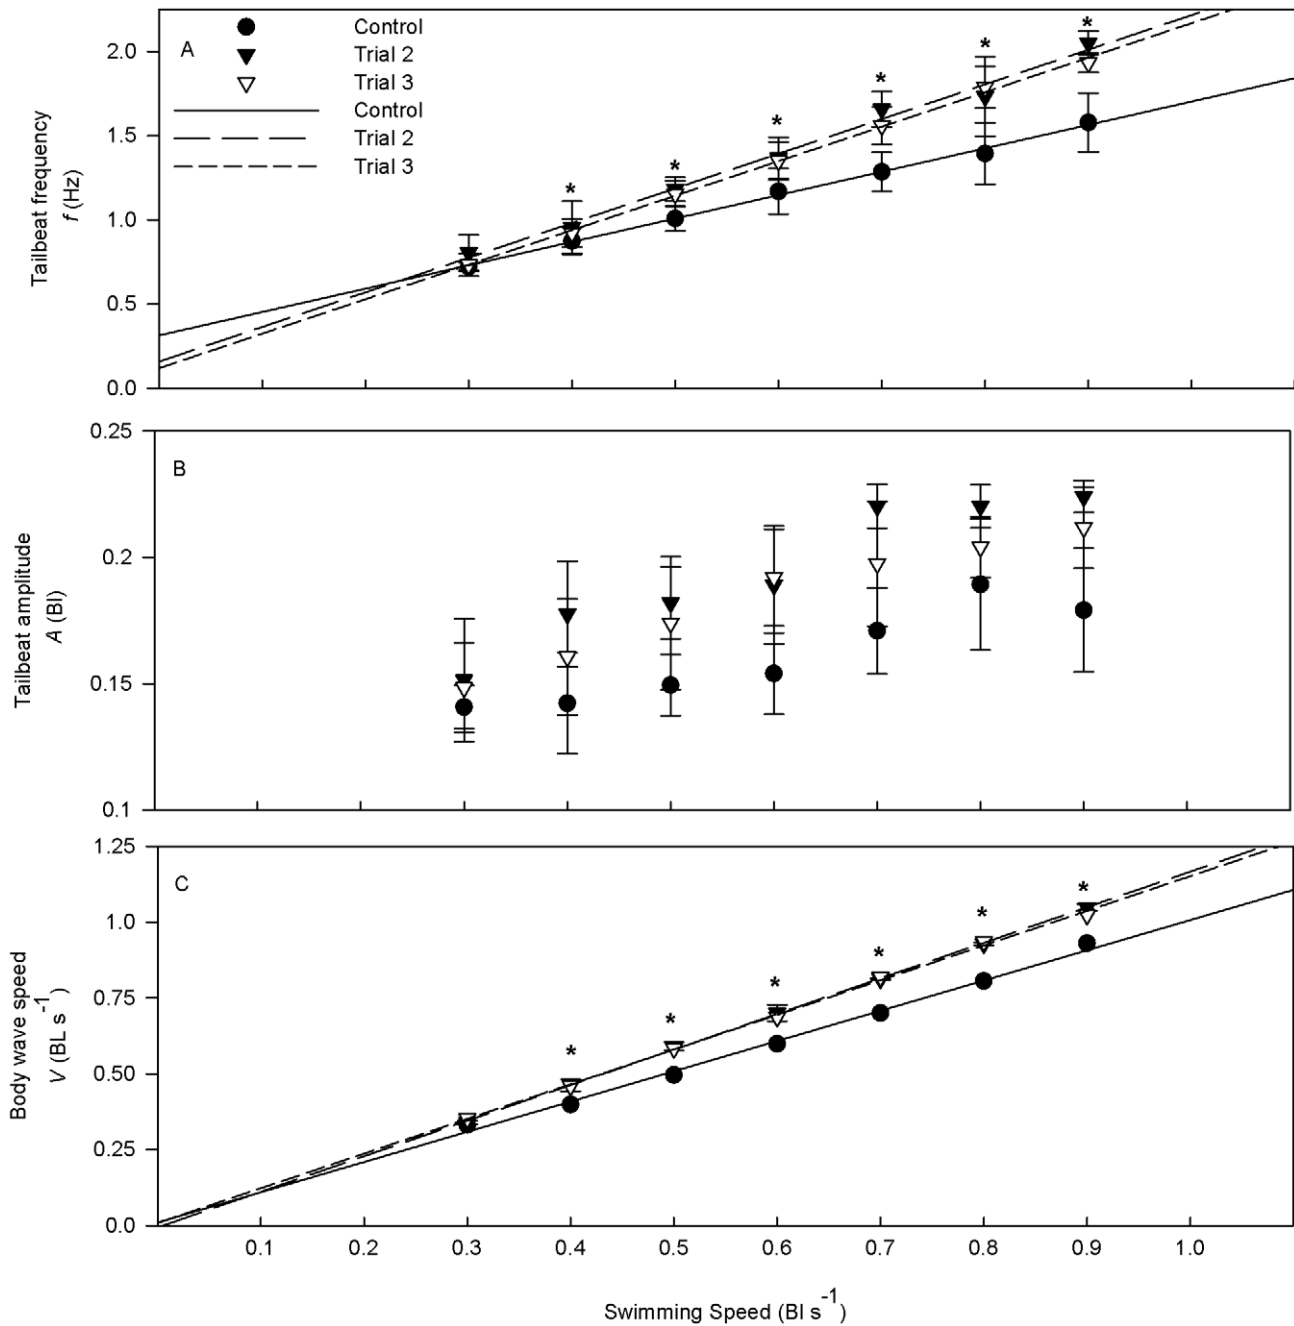 A
Control
Trial 2
Trial 3
Control
Trial 2
Trial 3
Tailbeat frequency
f (Hz)
2.0
1.5
1.0
0.5
0.0
* * * * * * *
B
Tailbeat amplitude
A (Bl)
0.25
0.2
0.15
0.1
C
Body wave speed
V (BL s-1)
1.25
1.0
0.75
0.50
0.25
0.0
* * * * * *
0.1 0.2 0.3 0.4 0.5 0.6 0.7 0.8 0.9 1.0
Swimming Speed (Bl s-1)